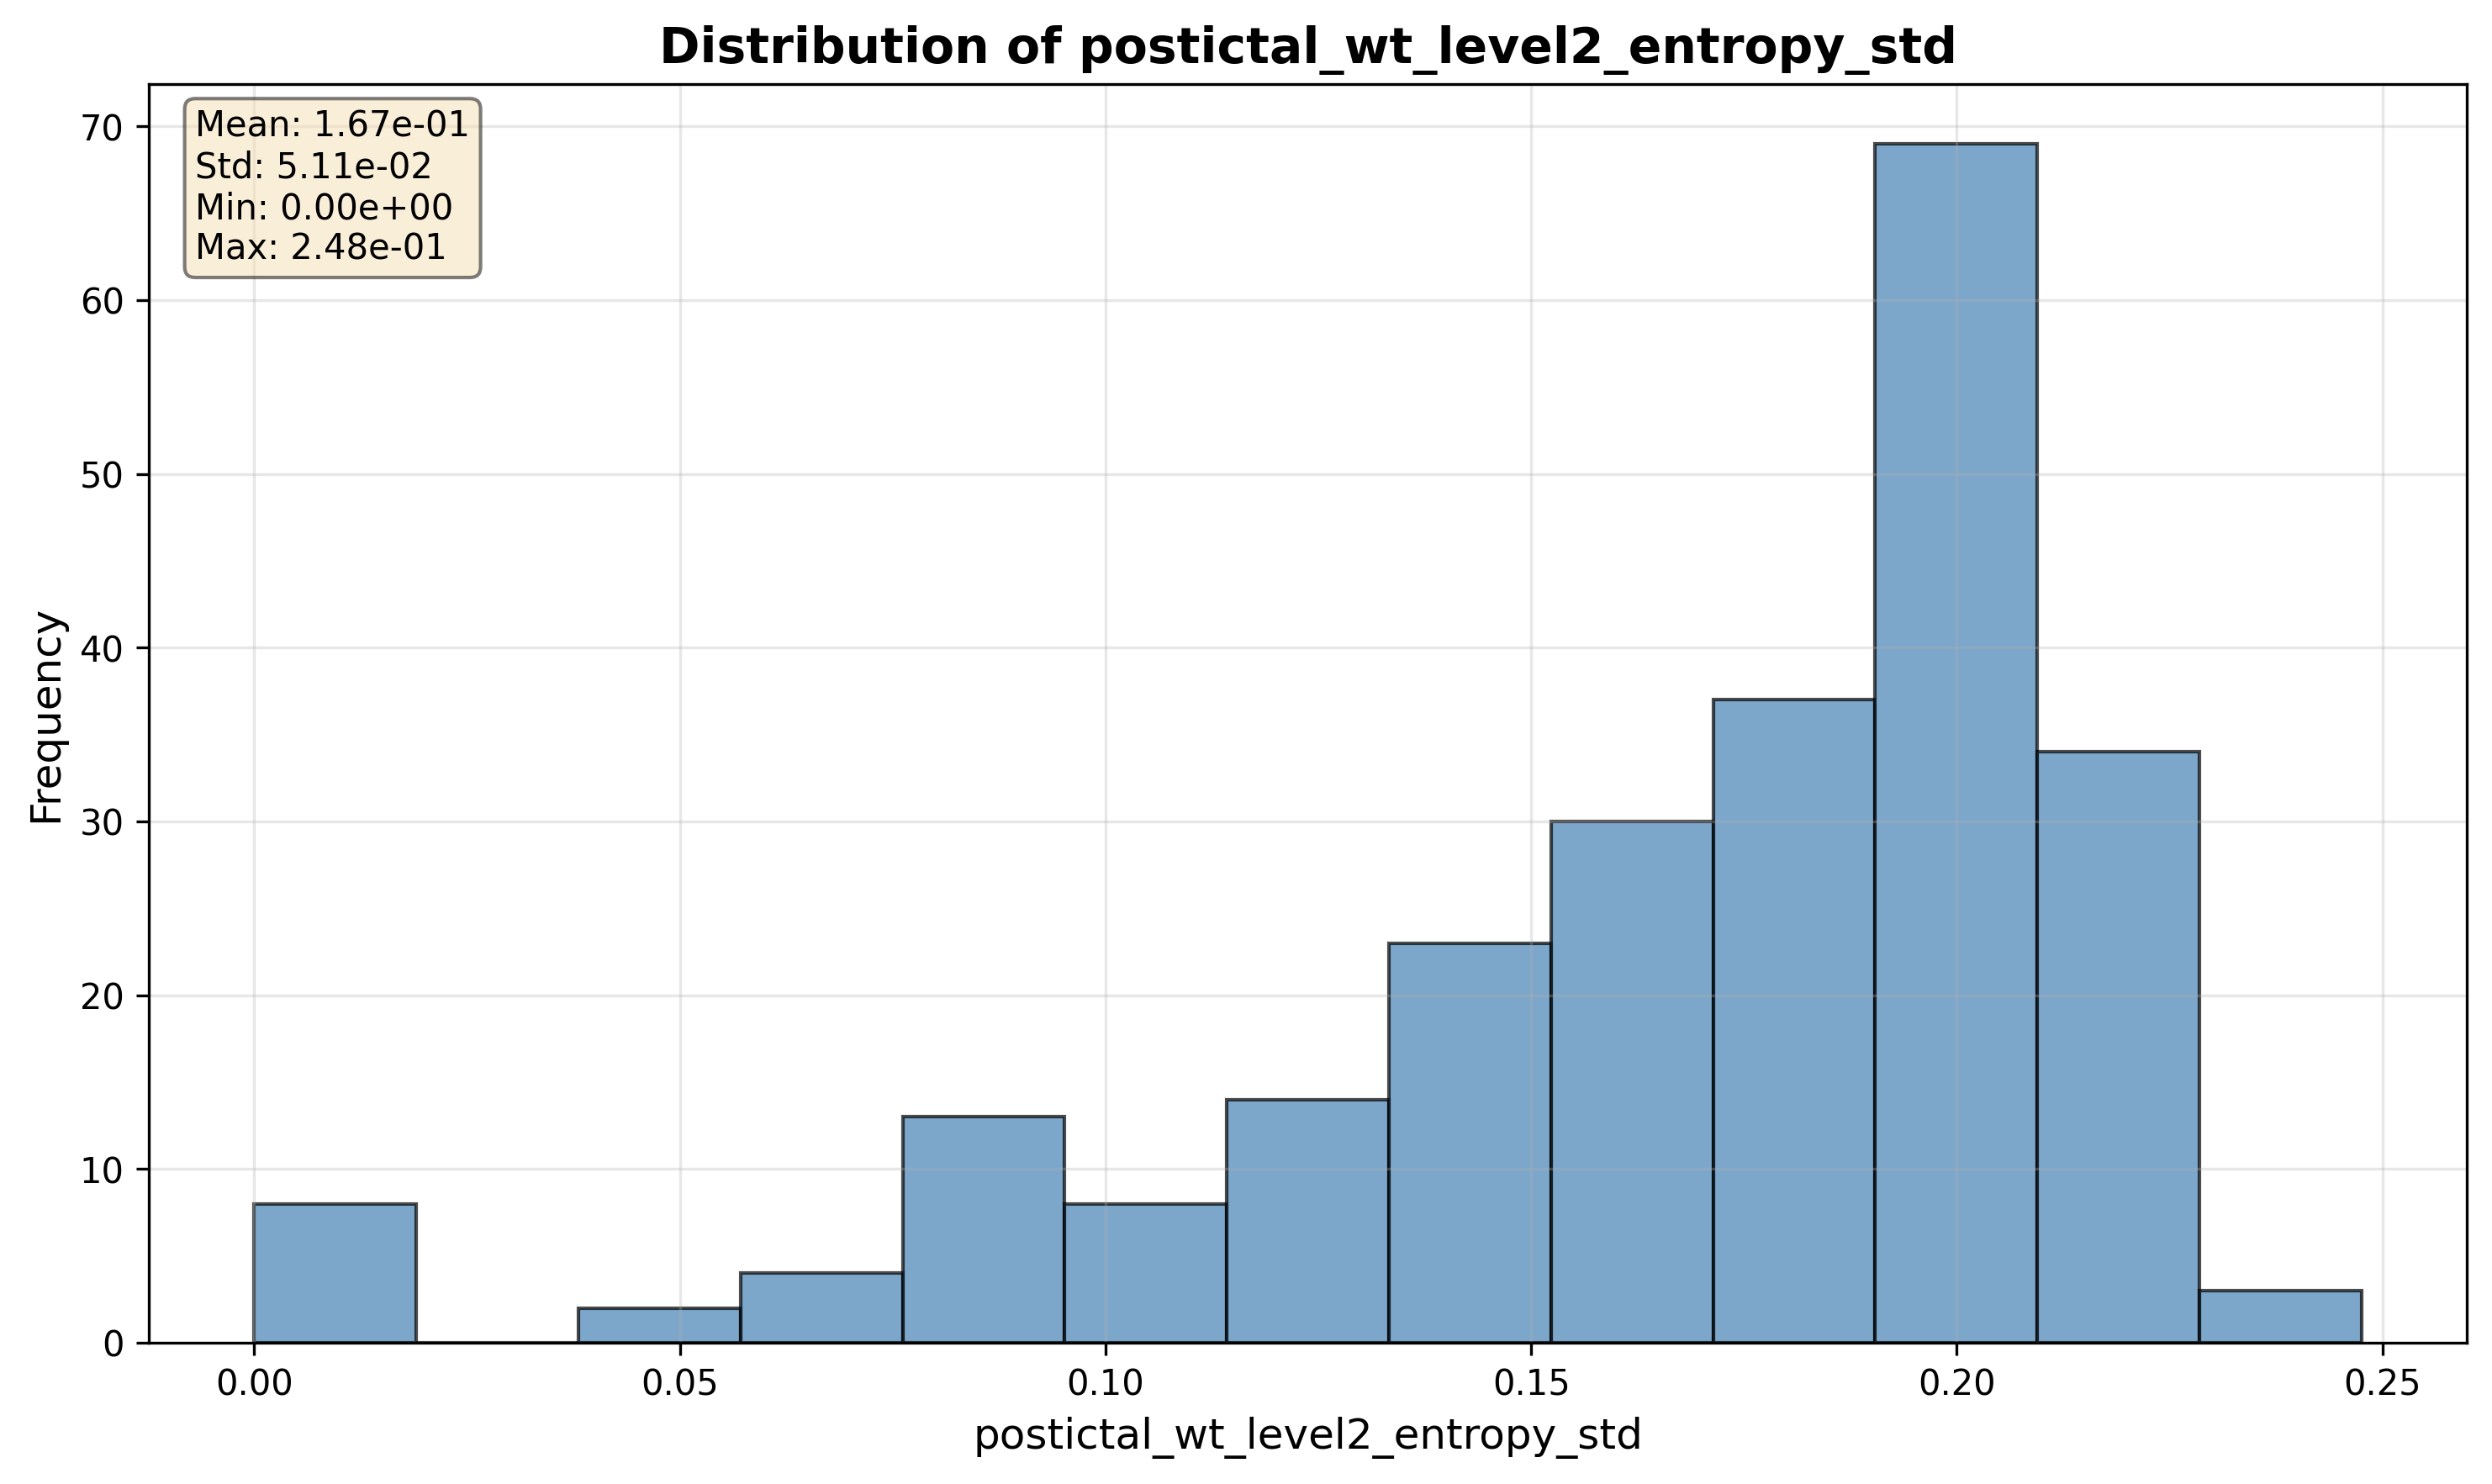 Distribution of postictal_wt_level2_entropy_std
Mean: 1.67e-01
Std: 5.11e-02
Min: 0.00e+00
Max: 2.48e-01
Frequency
70
60
50
40
30
20
10
0
0.00 0.05 0.10 0.15 0.20 0.25
postictal_wt_level2_entropy_std